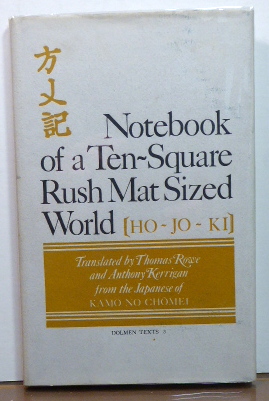 方丈記
Notebook
of a Ten-Square
Rush Mat Sized
World [HO-JO-KI]
Translated by Thomas Rowe
and Anthony Kerrigan
from the Japanese of
KAMO NO CHOMEI
DOLMEN TEXTS